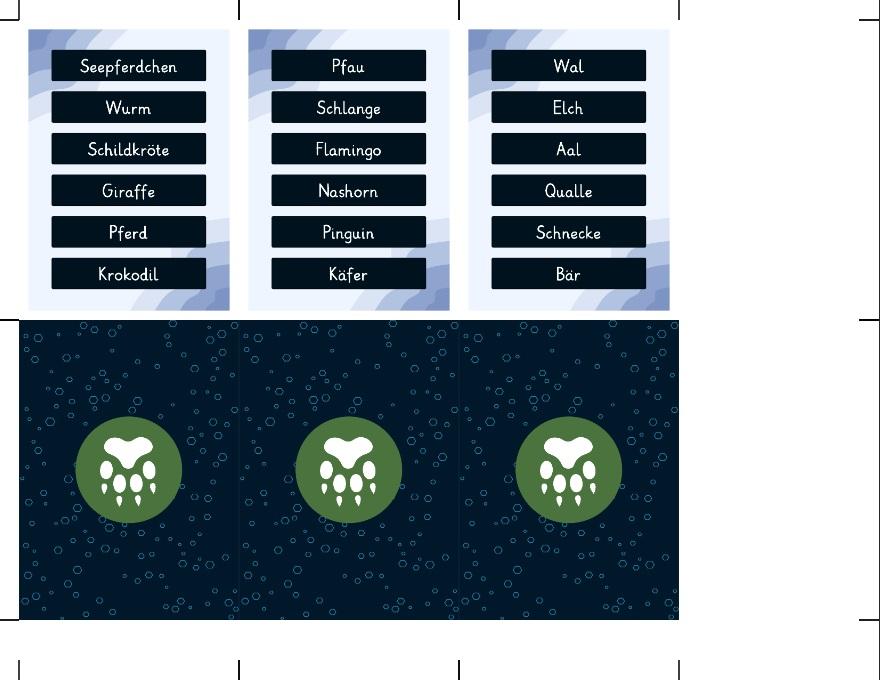 Seepferdchen
Wurm
Schildkröte
Giraffe
Pferd
Krokodil
Pfau
Schlange
Flamingo
Nashorn
Pinguin
Käfer
Wal
Elch
Aal
Qualle
Schnecke
Bär